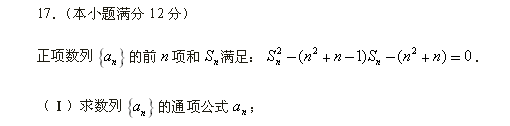 17.（本小题满分 12 分）
正项数列 {aₙ} 的前 n 项和 Sₙ 满足：Sₙ² −(n² + n −1)Sₙ −(n² + n) = 0．
（Ⅰ）求数列 {aₙ} 的通项公式 aₙ；